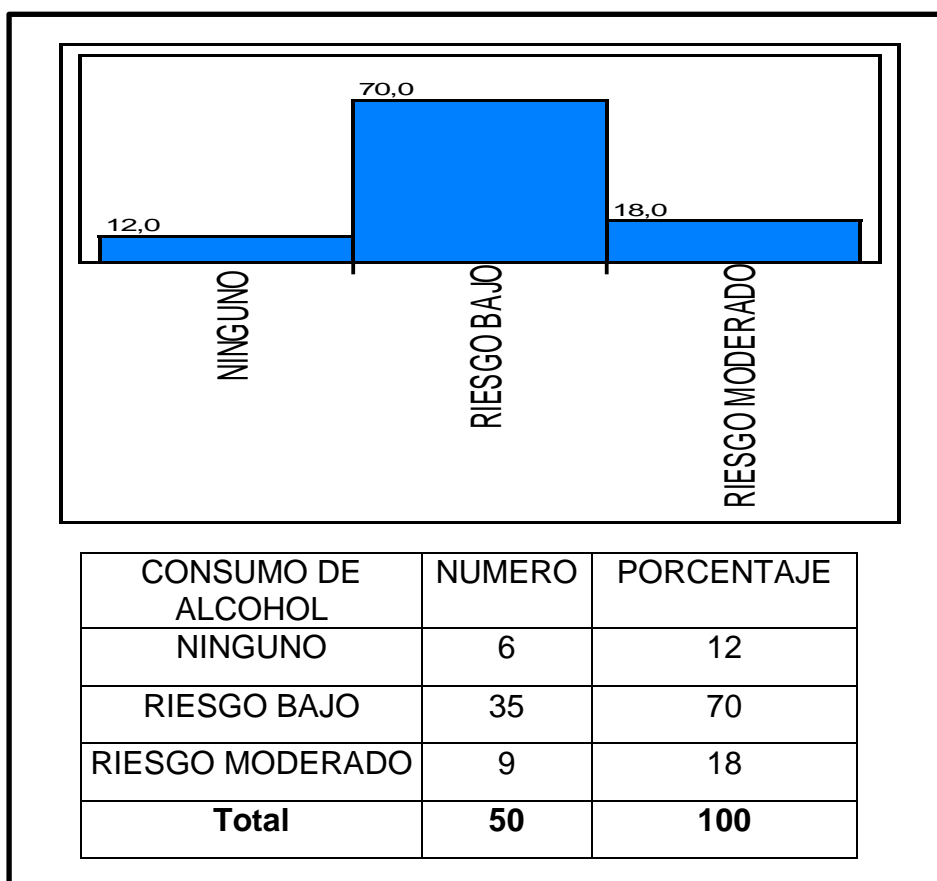 70,0
12,0
18,0
NINGUNO
RIESGO BAJO
RIESGO MODERADO
CONSUMO DE ALCOHOL NUMERO PORCENTAJE
NINGUNO 6 12
RIESGO BAJO 35 70
RIESGO MODERADO 9 18
Total 50 100